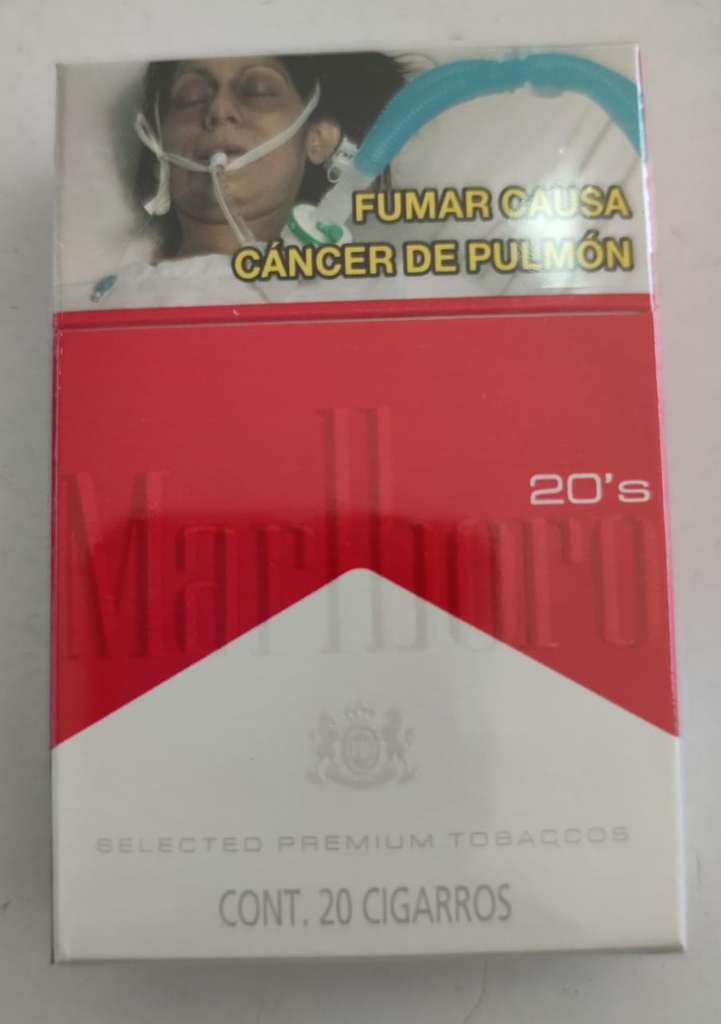 FUMAR CAUSA
CÁNCER DE PULMÓN
20's
Marlboro
SELECTED PREMIUM TOBACCOS
CONT. 20 CIGARROS